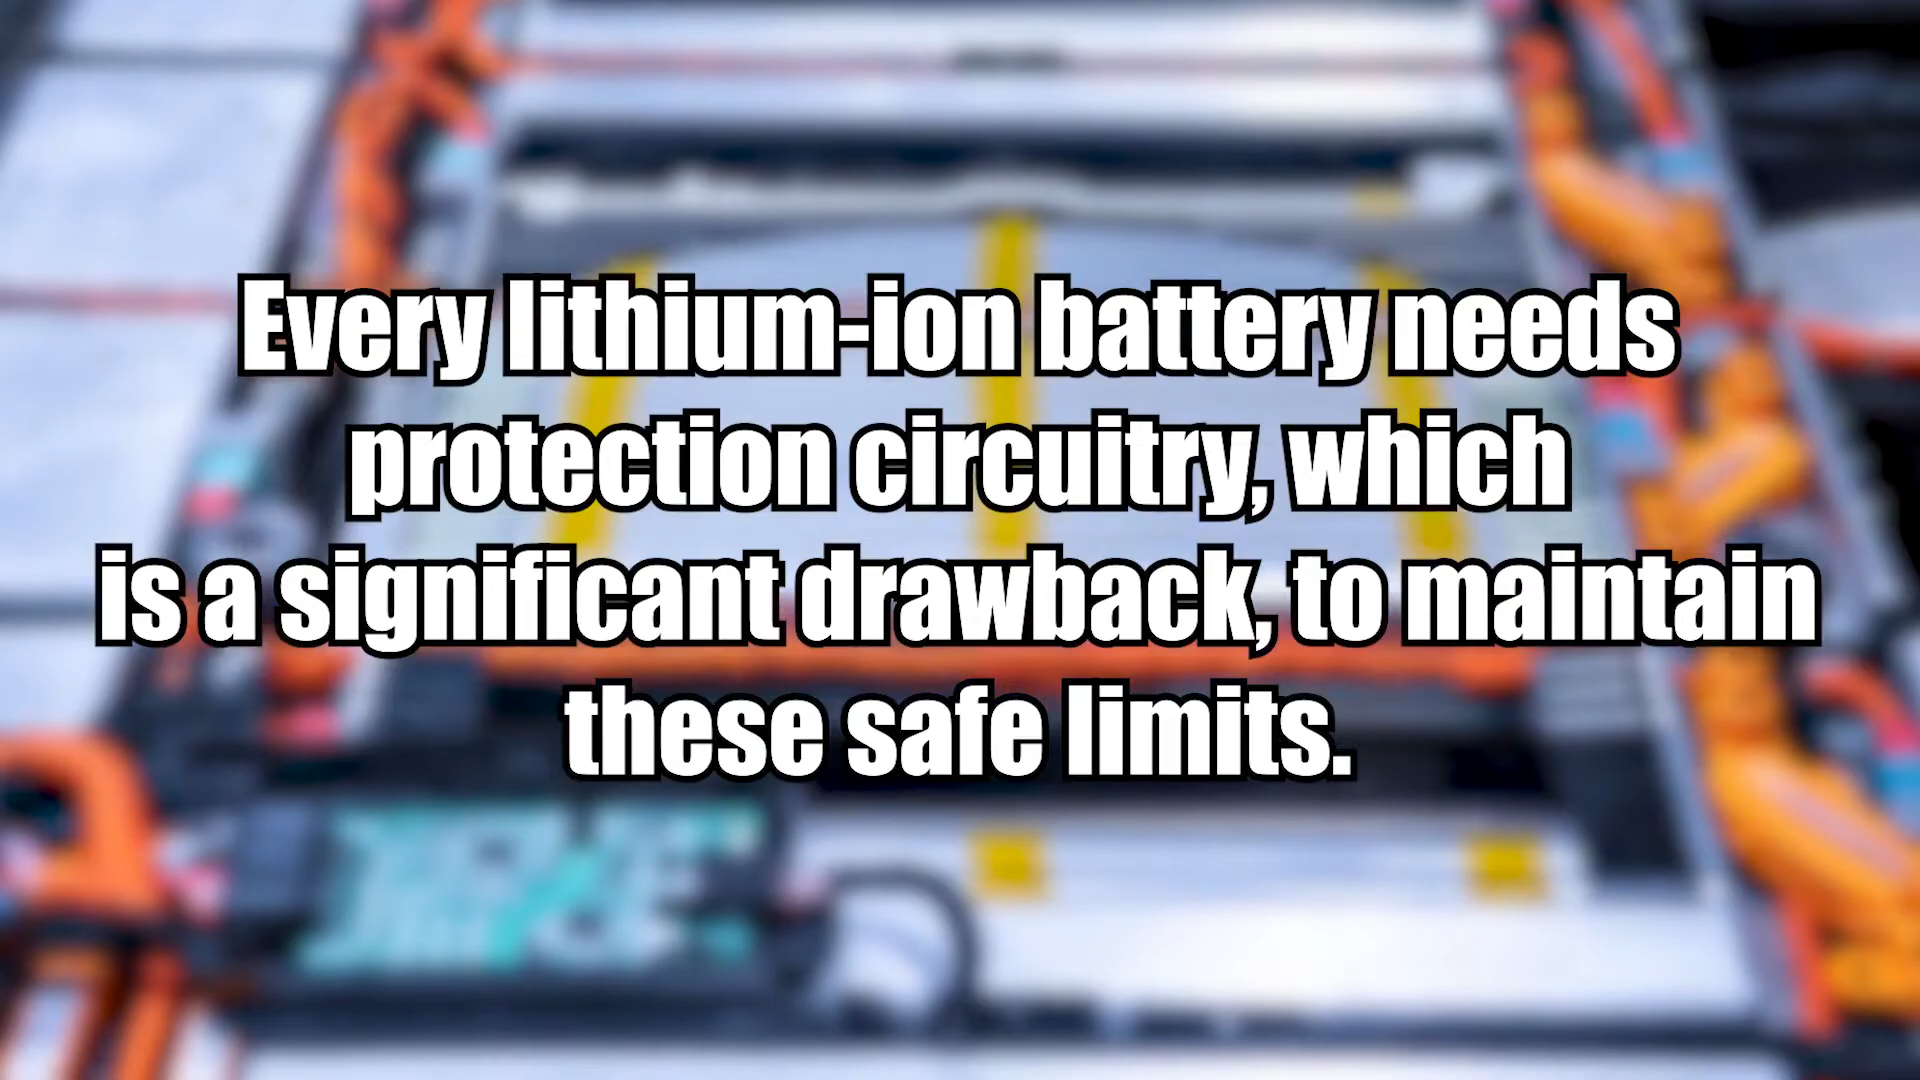 Every lithium-ion battery needs
protection circuitry, which
is a significant drawback, to maintain
these safe limits.